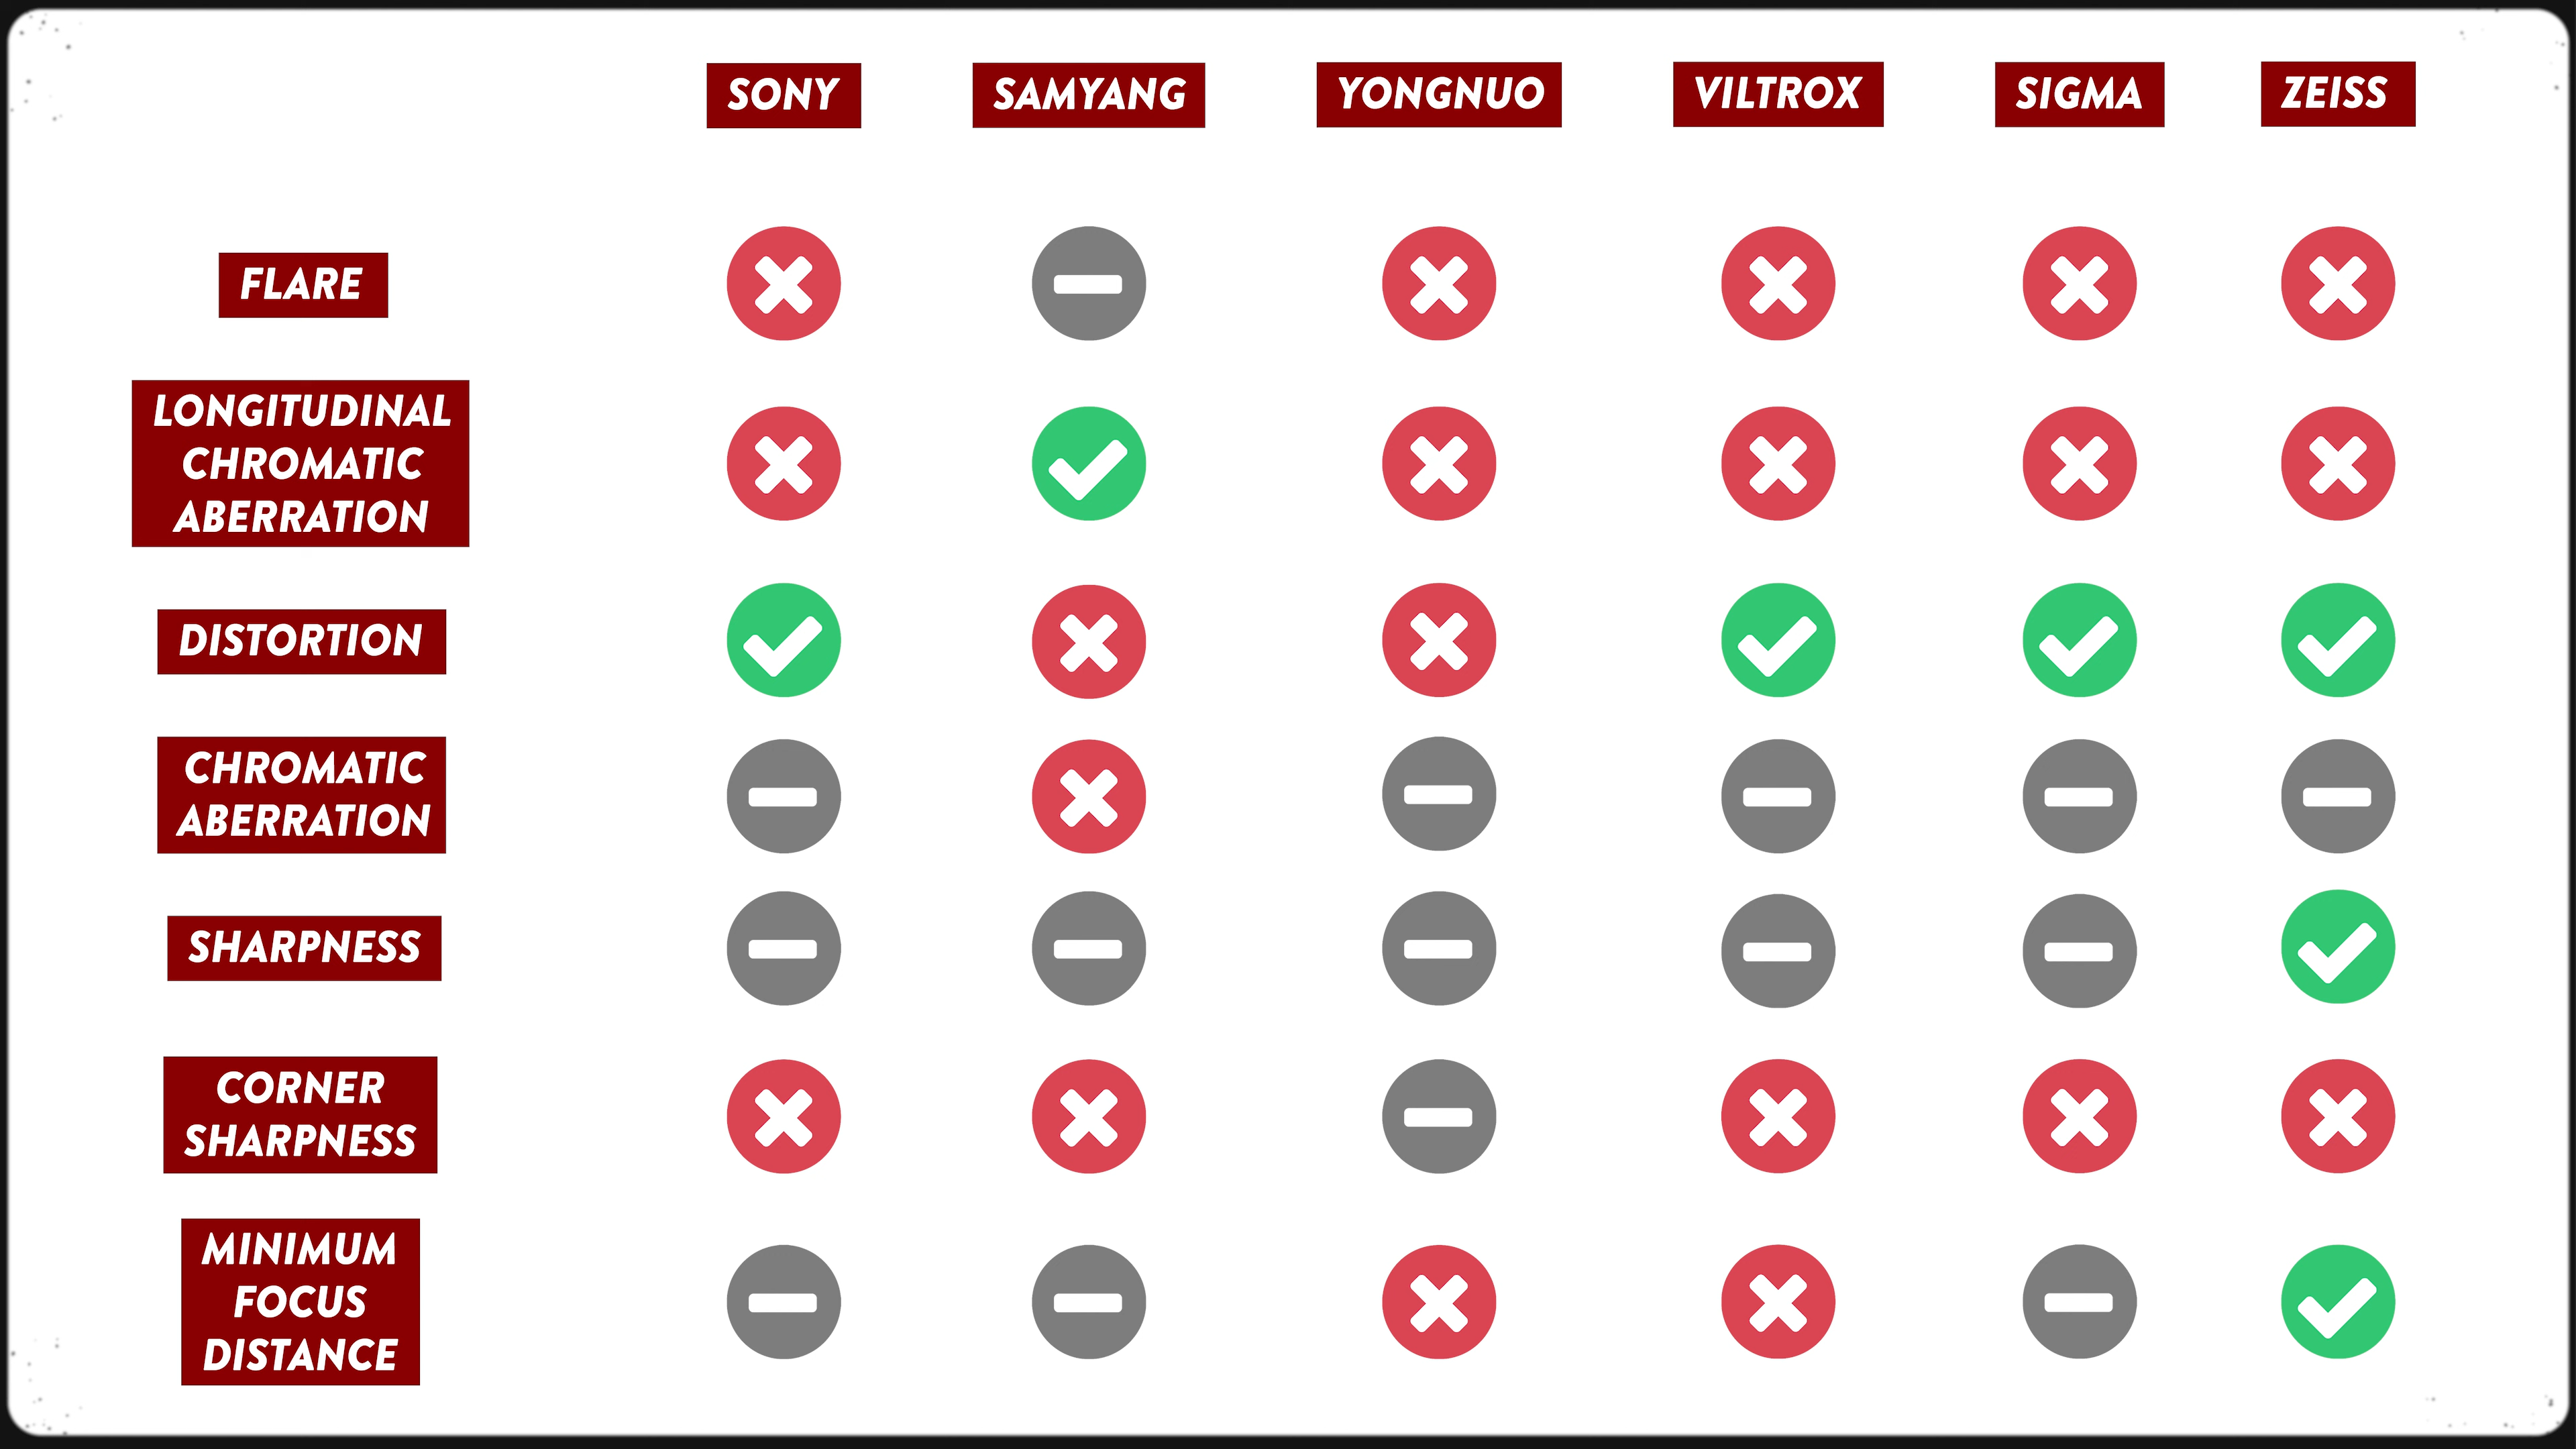 SONY SAMYANG YONGNUO VILTROX SIGMA ZEISS
FLARE
LONGITUDINAL
CHROMATIC
ABERRATION
DISTORTION
CHROMATIC
ABERRATION
SHARPNESS
CORNER
SHARPNESS
MINIMUM
FOCUS
DISTANCE